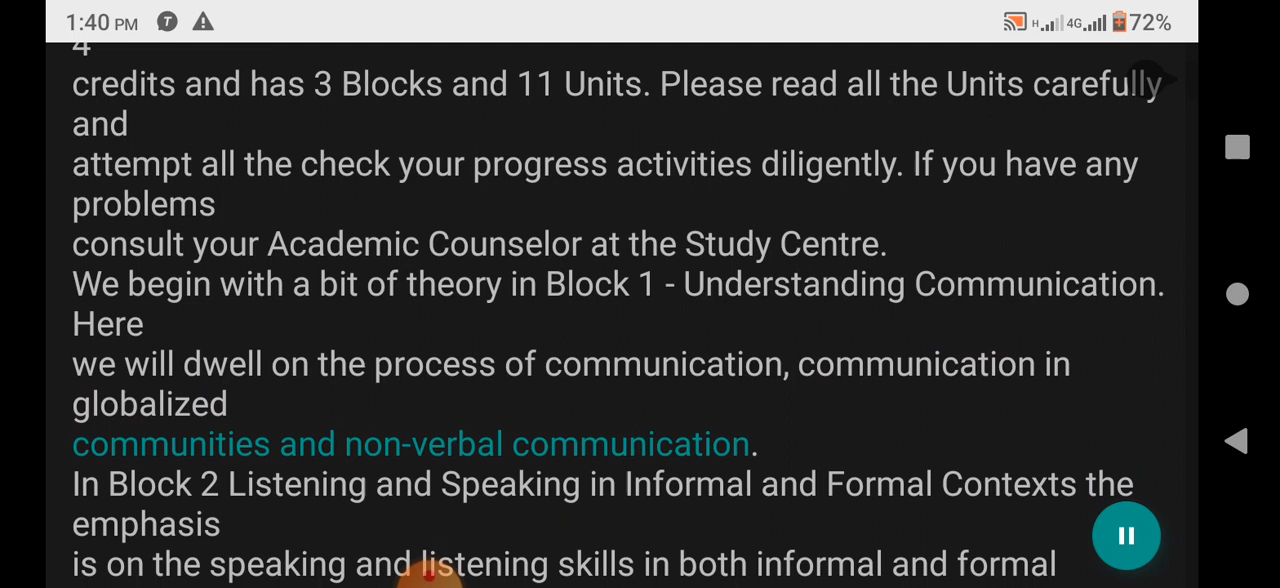 1:40 PM
H 4G 72%
4
credits and has 3 Blocks and 11 Units. Please read all the Units carefully
and
attempt all the check your progress activities diligently. If you have any
problems
consult your Academic Counselor at the Study Centre.
We begin with a bit of theory in Block 1 - Understanding Communication.
Here
we will dwell on the process of communication, communication in
globalized
communities and non-verbal communication.
In Block 2 Listening and Speaking in Informal and Formal Contexts the
emphasis
is on the speaking and listening skills in both informal and formal